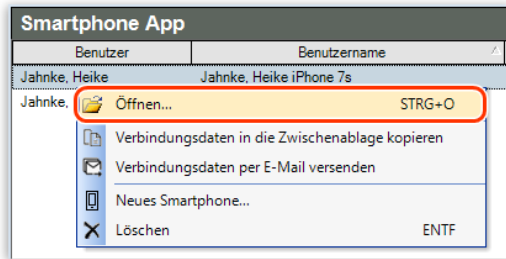 Smartphone App
Benutzer Benutzername
Jahnke, Heike Jahnke, Heike iPhone 7s
Jahnke,
Öffnen... STRG+O
Verbindungsdaten in die Zwischenablage kopieren
Verbindungsdaten per E-Mail versenden
Neues Smartphone...
Löschen ENTF